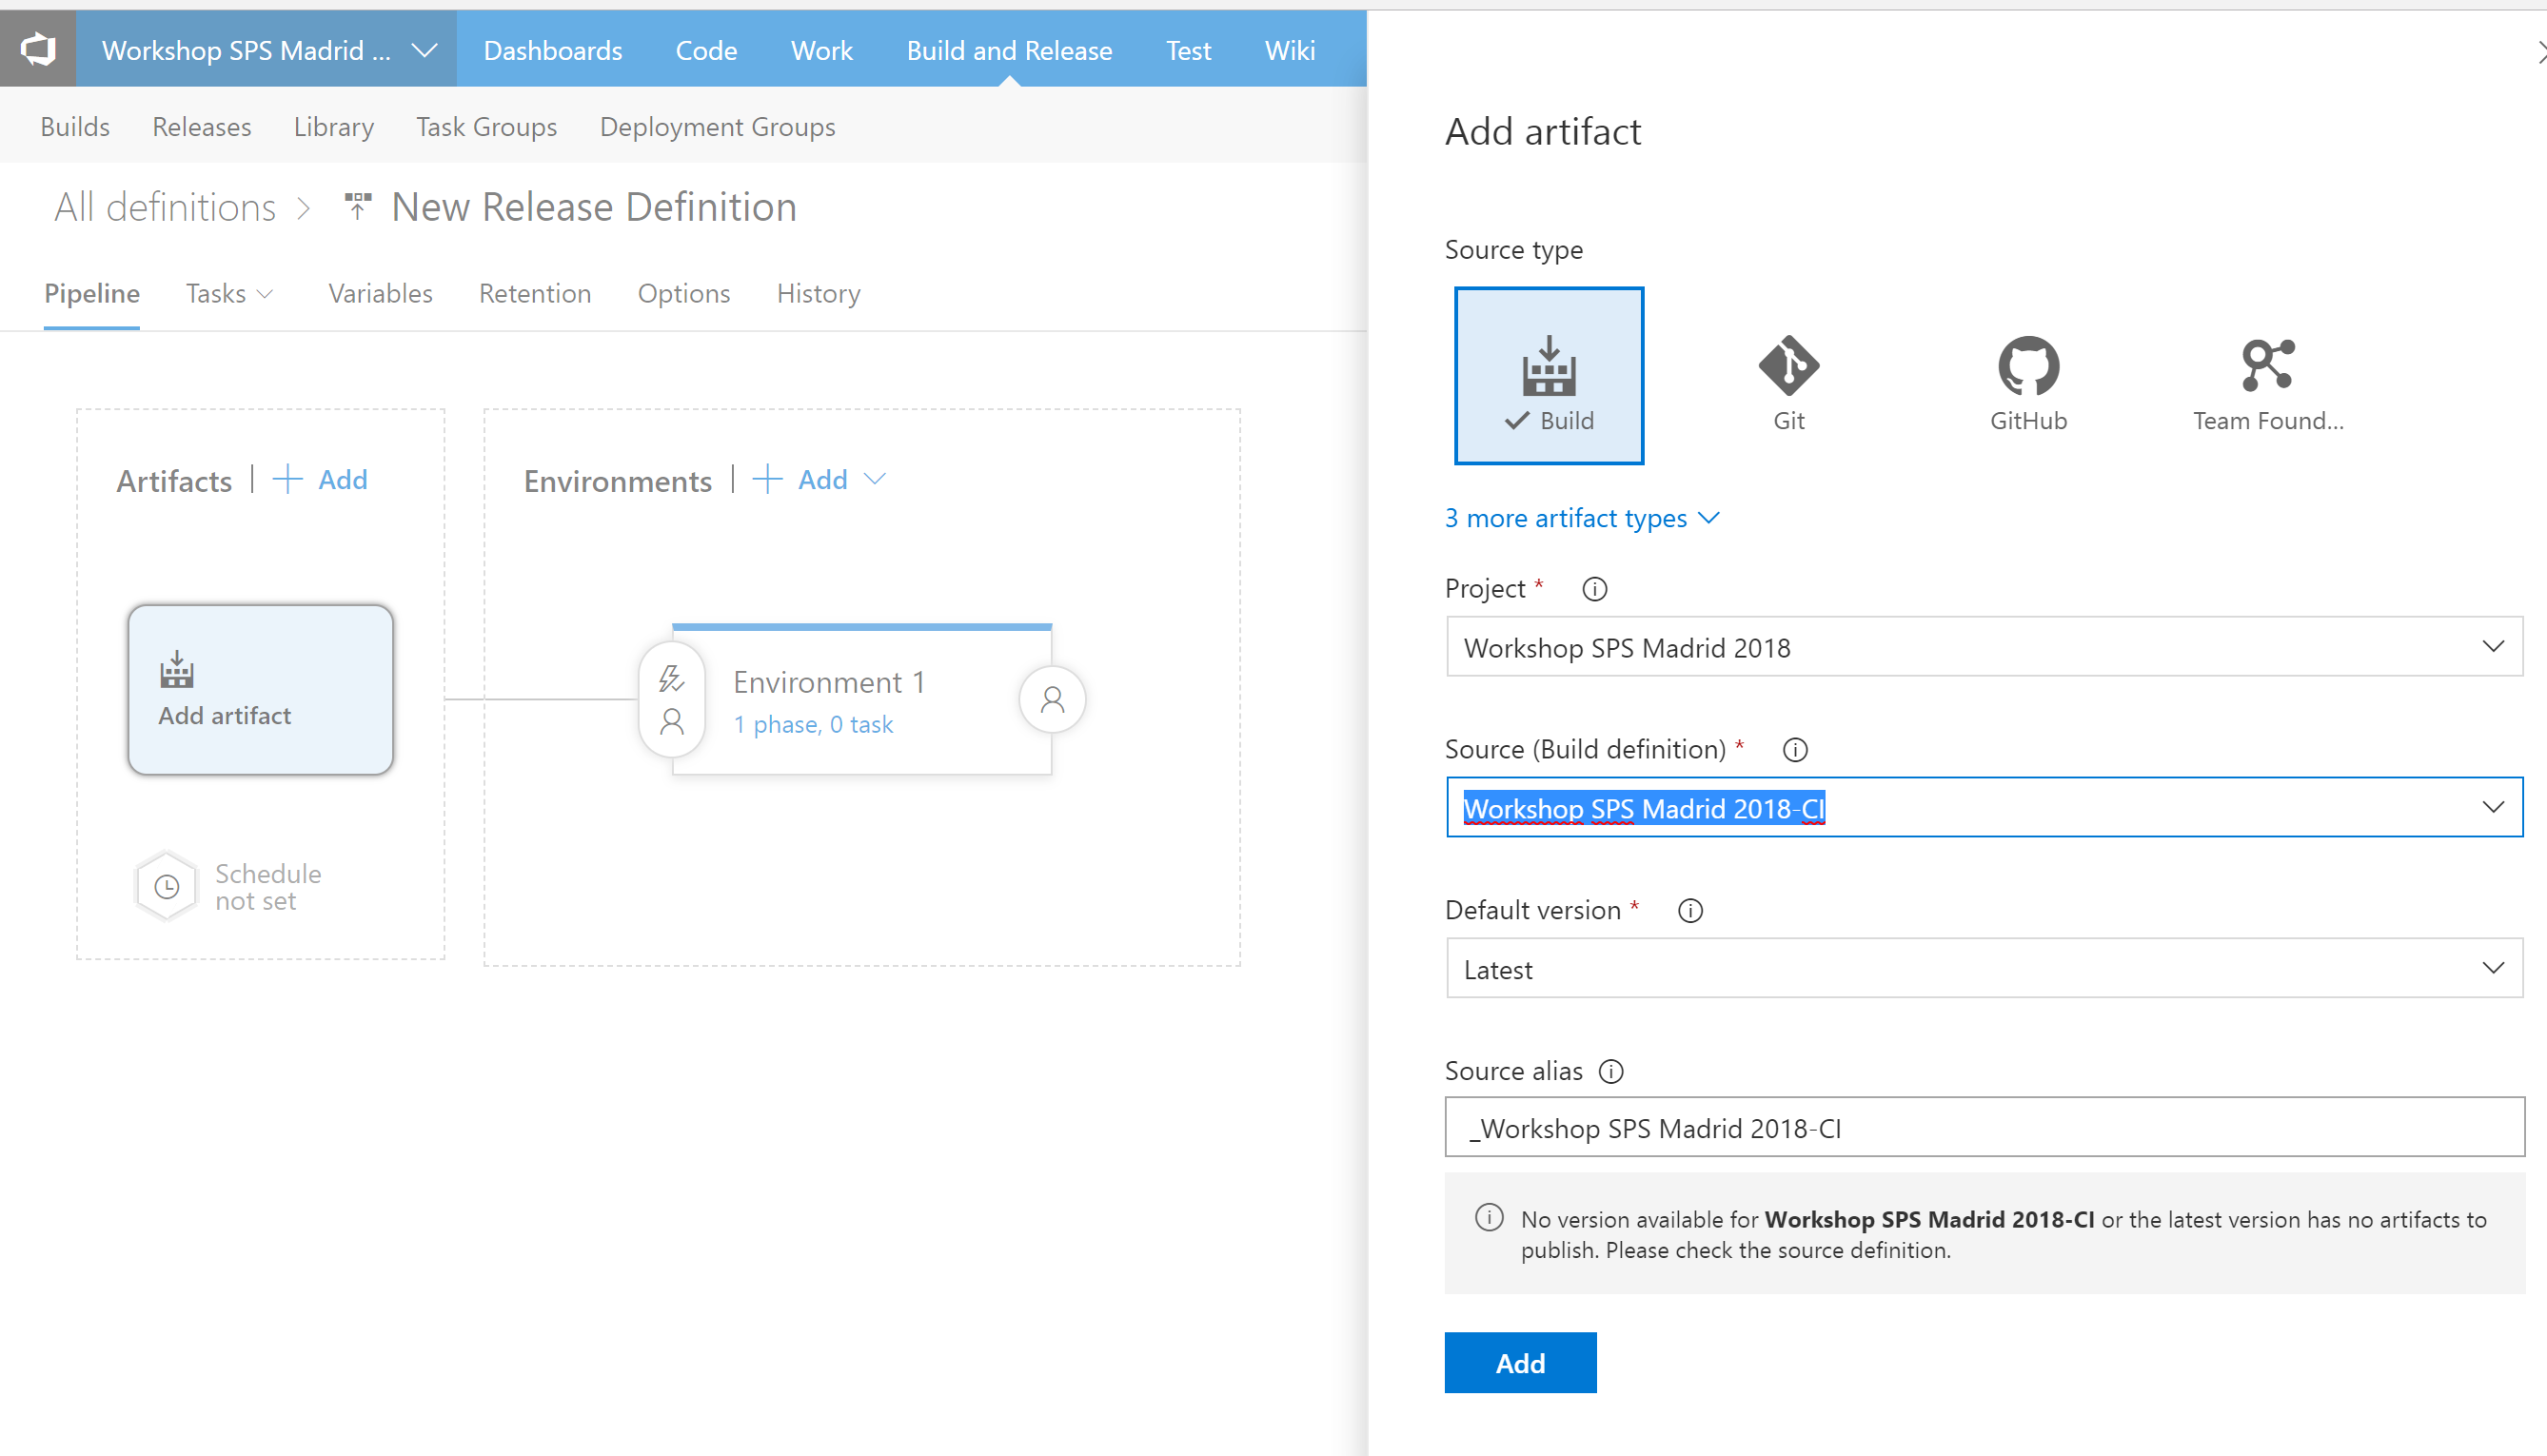 Workshop SPS Madrid ...
Dashboards
Code
Work
Build and Release
Test
Wiki
Builds
Releases
Library
Task Groups
Deployment Groups
All definitions
New Release Definition
Pipeline
Tasks
Variables
Retention
Options
History
Artifacts | + Add
Environments | + Add
Add artifact
Environment 1
1 phase, 0 task
Schedule
not set
Add artifact
Source type
Build
Git
GitHub
Team Found...
3 more artifact types
Project *
Workshop SPS Madrid 2018
Source (Build definition) *
Workshop SPS Madrid 2018-CI
Default version *
Latest
Source alias
_Workshop SPS Madrid 2018-CI
No version available for Workshop SPS Madrid 2018-CI or the latest version has no artifacts to
publish. Please check the source definition.
Add